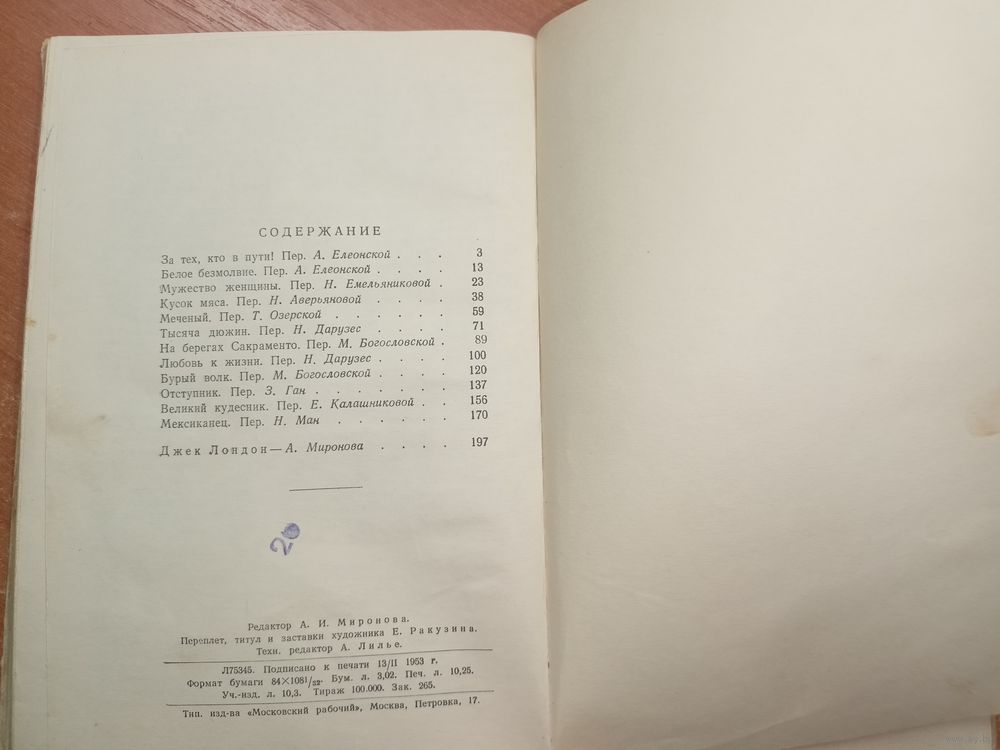 СОДЕРЖАНИЕ
За тех, кто в пути! Пер. А. Елеонской . . . 3
Белое безмолвие. Пер. А. Елеонской . . . . 13
Мужество женщины. Пер. Н. Емельяниковой . 23
Кусок мяса. Пер. Н. Аверьяновой . . . . 38
Меченый. Пер. Т. Озерской . . . . . . 59
Тысяча дюжин. Пер. Н. Дарузес . . . . 71
На берегах Сакраменто. Пер. М. Богословской . 89
Любовь к жизни. Пер. Н. Дарузес . . . . 100
Бурый волк. Пер. М. Богословской . . . . 120
Отступник. Пер. З. Ган . . . . . . . 137
Великий кудесник. Пер. Е. Калашниковой . . 156
Мексиканец. Пер. Н. Ман . . . . . . 170
Джек Лондон — А. Миронова . . . . 197
Редактор А. И. Миронова.
Переплет, титул и заставки художника Е. Ракузина.
Техн. редактор А. Лилье.
Л75345. Подписано к печати 13/II 1953 г.
Формат бумаги 84×108¹/₃₂. Бум. л. 3,02. Печ. л. 10,25.
Уч.-изд. л. 10,3. Тираж 100.000. Зак. 265.
Тип. изд-ва «Московский рабочий», Москва, Петровка, 17.